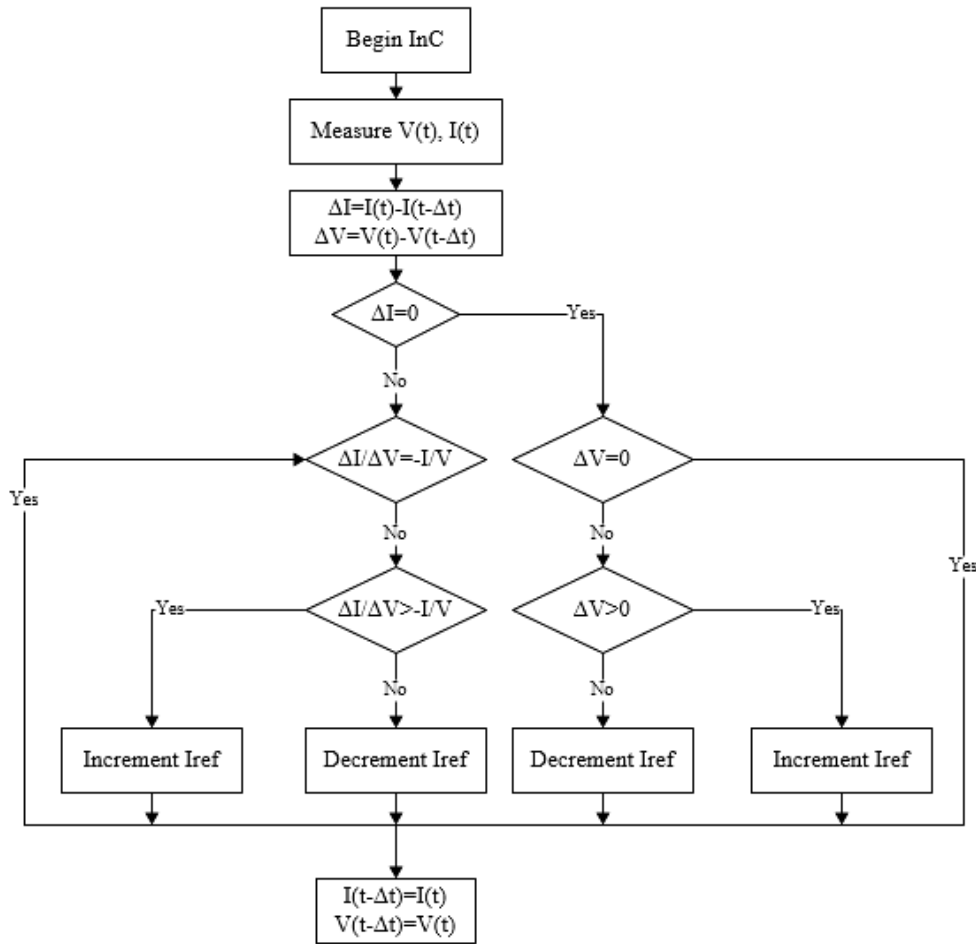 Begin InC
Measure V(t), I(t)
ΔI=I(t)-I(t-Δt)
ΔV=V(t)-V(t-Δt)
ΔI=0
Yes
No
ΔI/ΔV=-I/V
ΔV=0
Yes
No
No
Yes
ΔI/ΔV>-I/V
ΔV>0
Yes
Yes
No
No
Increment Iref
Decrement Iref
Decrement Iref
Increment Iref
I(t-Δt)=I(t)
V(t-Δt)=V(t)